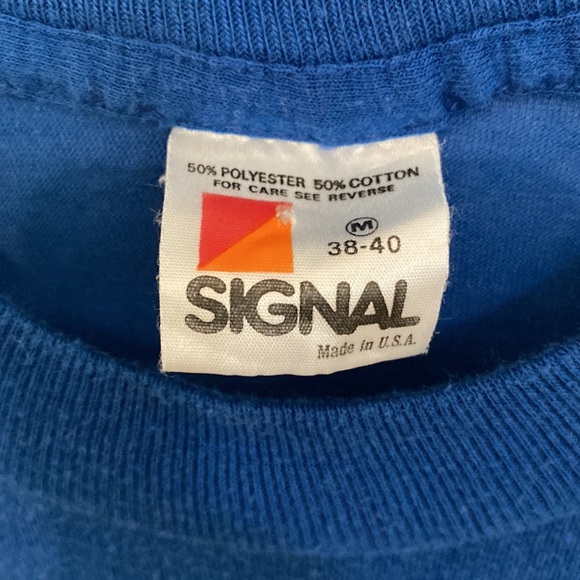 50% POLYESTER 50% COTTON
FOR CARE SEE REVERSE
M
38-40
SIGNAL
Made in U.S.A.